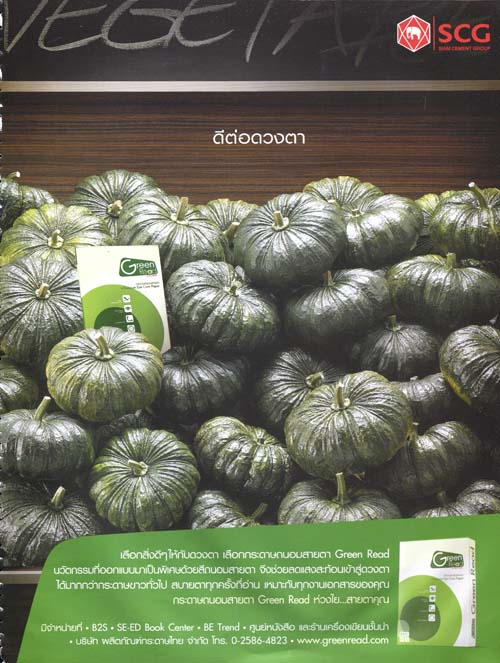 VEGETA
SCG
SIAM CEMENT GROUP
ดีต่อดวงตา
Green
Read
Green
Read
เลือกสิ่งดีๆ ให้กับดวงตา เลือกกระดาษถนอมสายตา Green Read
นวัตกรรมที่ออกแบบมาเป็นพิเศษด้วยสีถนอมสายตา จึงช่วยลดแสงสะท้อนเข้าสู่ดวงตา
ได้มากกว่ากระดาษขาวทั่วไป สบายตาทุกครั้งที่อ่าน เหมาะกับทุกงานเอกสารของคุณ
กระดาษถนอมสายตา Green Read ห่วงใย...สายตาคุณ
มีจำหน่ายที่ • B2S • SE-ED Book Center • BE Trend • ศูนย์หนังสือ และร้านเครื่องเขียนชั้นนำ
• บริษัท ผลิตภัณฑ์กระดาษไทย จำกัด โทร. 0-2586-4823 • www.greenread.com